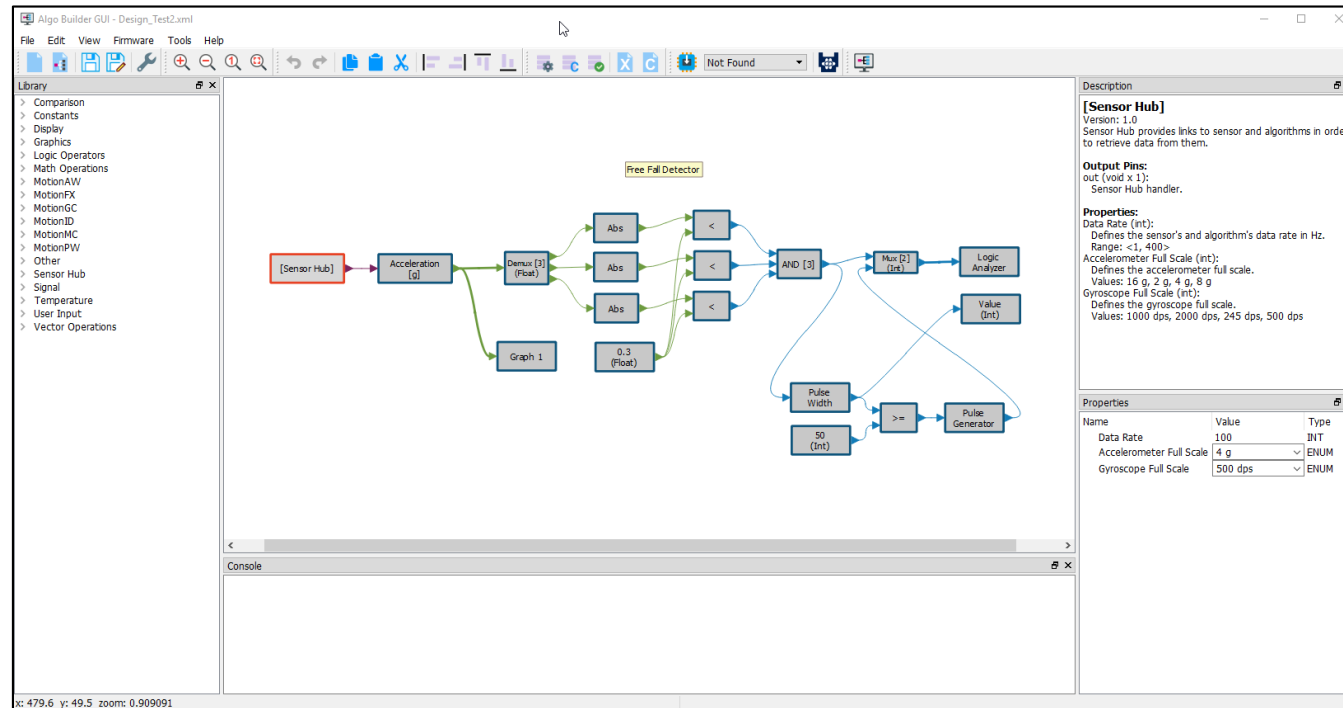 Algo Builder GUI - Design_Test2.xml
File Edit View Firmware Tools Help
Not Found
Library
Comparison
Constants
Display
Graphics
Logic Operators
Math Operations
MotionAW
MotionFX
MotionGC
MotionID
MotionMC
MotionPW
Other
Sensor Hub
Signal
Temperature
User Input
Vector Operations
Free Fall Detector
[Sensor Hub]
Acceleration
[g]
Demux [3]
(Float)
Abs
Abs
Abs
<
<
<
AND [3]
Mux [2]
(Int)
Logic
Analyzer
Value
(Int)
Graph 1
0.3
(Float)
Pulse
Width
50
(Int)
>=
Pulse
Generator
Console
Description
[Sensor Hub]
Version: 1.0
Sensor Hub provides links to sensor and algorithms in orde
to retrieve data from them.
Output Pins:
out (void x 1):
Sensor Hub handler.
Properties:
Data Rate (int):
Defines the sensor's and algorithm's data rate in Hz.
Range: <1, 400>
Accelerometer Full Scale (int):
Defines the accelerometer full scale.
Values: 16 g, 2 g, 4 g, 8 g
Gyroscope Full Scale (int):
Defines the gyroscope full scale.
Values: 1000 dps, 2000 dps, 245 dps, 500 dps
Properties
Name Value Type
Data Rate 100 INT
Accelerometer Full Scale 4 g ENUM
Gyroscope Full Scale 500 dps ENUM
x: 479.6 y: 49.5 zoom: 0.909091